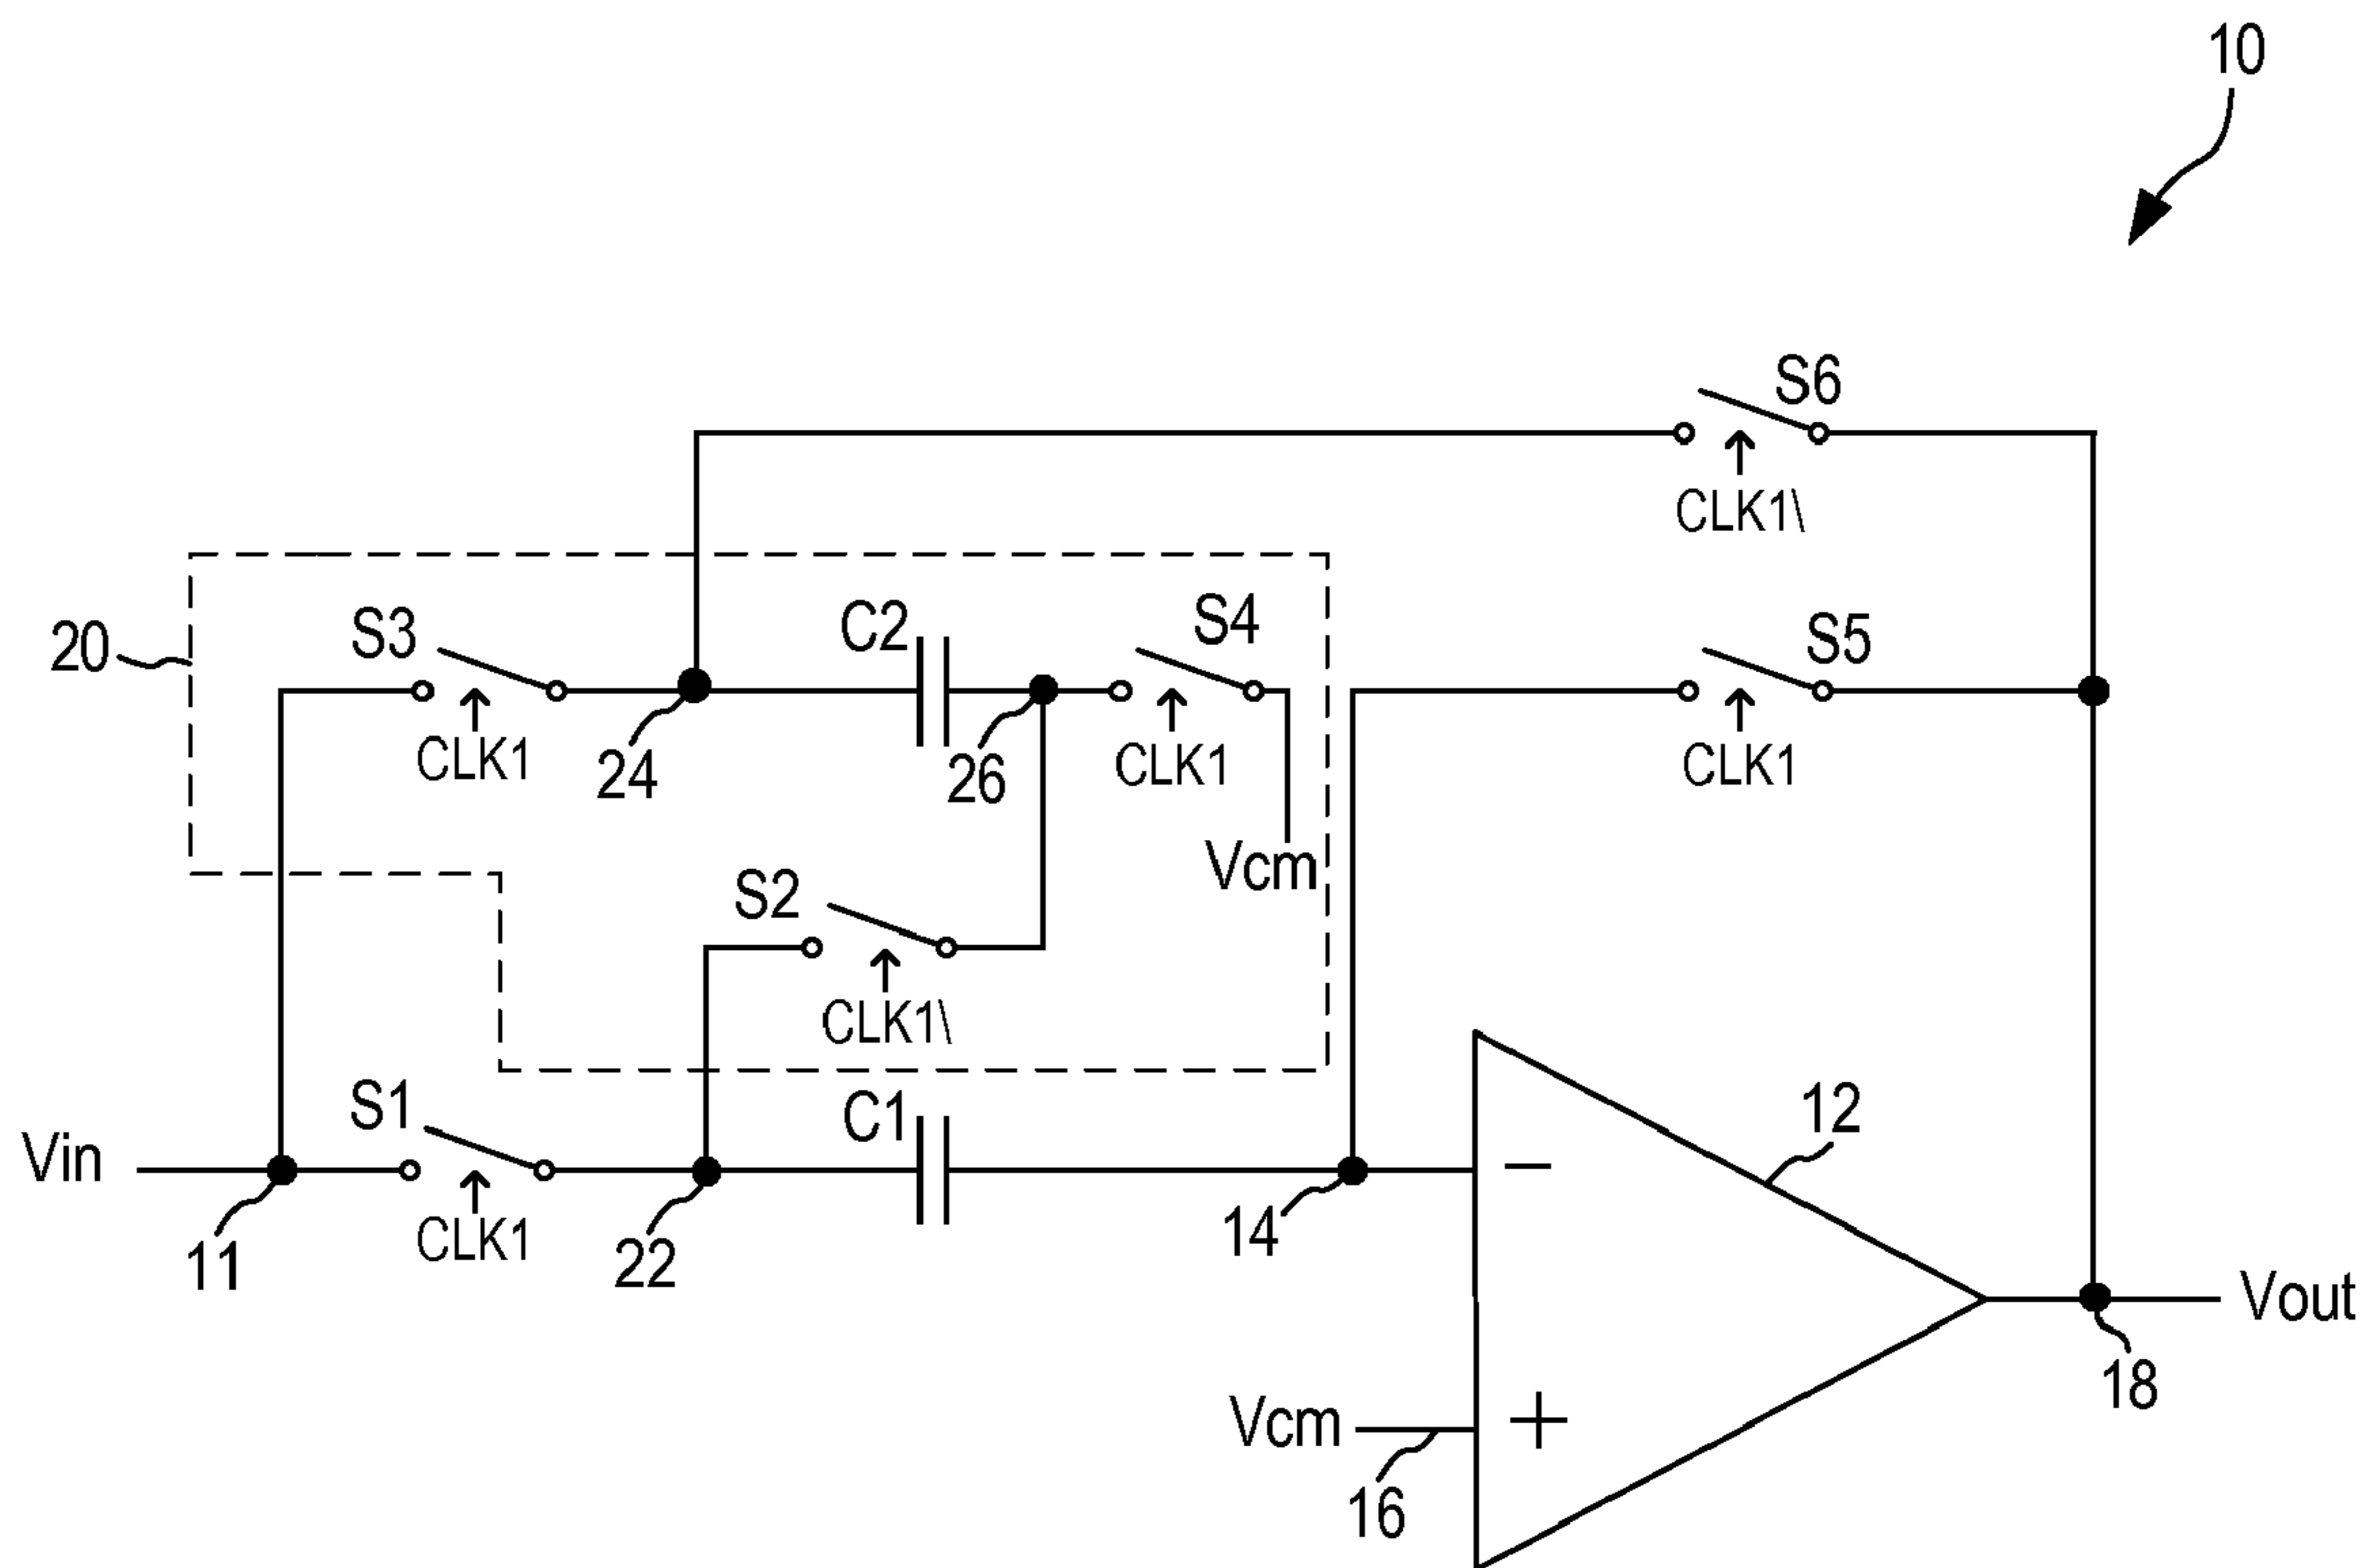 10
S6
CLK1\
20
S3
C2
S4
S5
CLK1
24
26
CLK1
CLK1
Vcm
S2
CLK1\
S1
C1
12
Vin
−
11
CLK1
22
14
Vout
Vcm
+
18
16